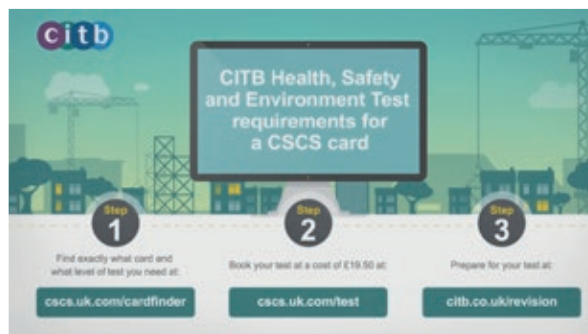 citb
CITB Health, Safety
and Environment Test
requirements for
a CSCS card
Step
1
Find exactly what card and
what level of test you need at:
cscs.uk.com/cardfinder
Step
2
Book your test at a cost of £19.50 at:
cscs.uk.com/test
Step
3
Prepare for your test at:
citb.co.uk/revision